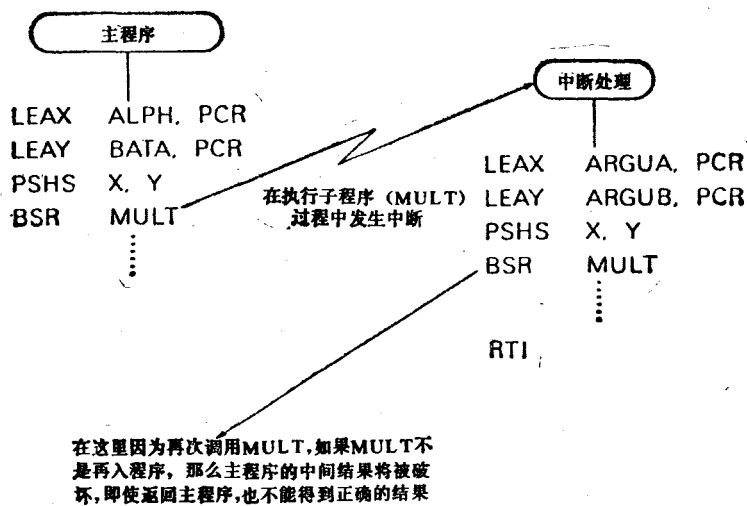 主程序
LEAX ALPH, PCR
LEAY BATA, PCR
PSHS X, Y
BSR MULT
在执行子程序（MULT）
过程中发生中断
中断处理
LEAX ARGUA, PCR
LEAY ARGUB, PCR
PSHS X, Y
BSR MULT
RTI
在这里因为再次调用MULT,如果MULT不
是再入程序，那么主程序的中间结果将被破
坏,即使返回主程序,也不能得到正确的结果